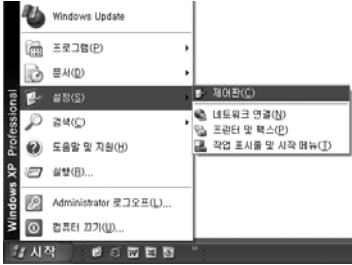 Windows Update
프로그램(P)
문서(D)
설정(S)
검색(C)
도움말 및 지원(H)
실행(R)...
Administrator 로그오프(L)...
컴퓨터 끄기(U)...
제어판(C)
네트워크 연결(N)
프린터 및 팩스(P)
작업 표시줄 및 시작 메뉴(T)
Windows XP Professional
시작